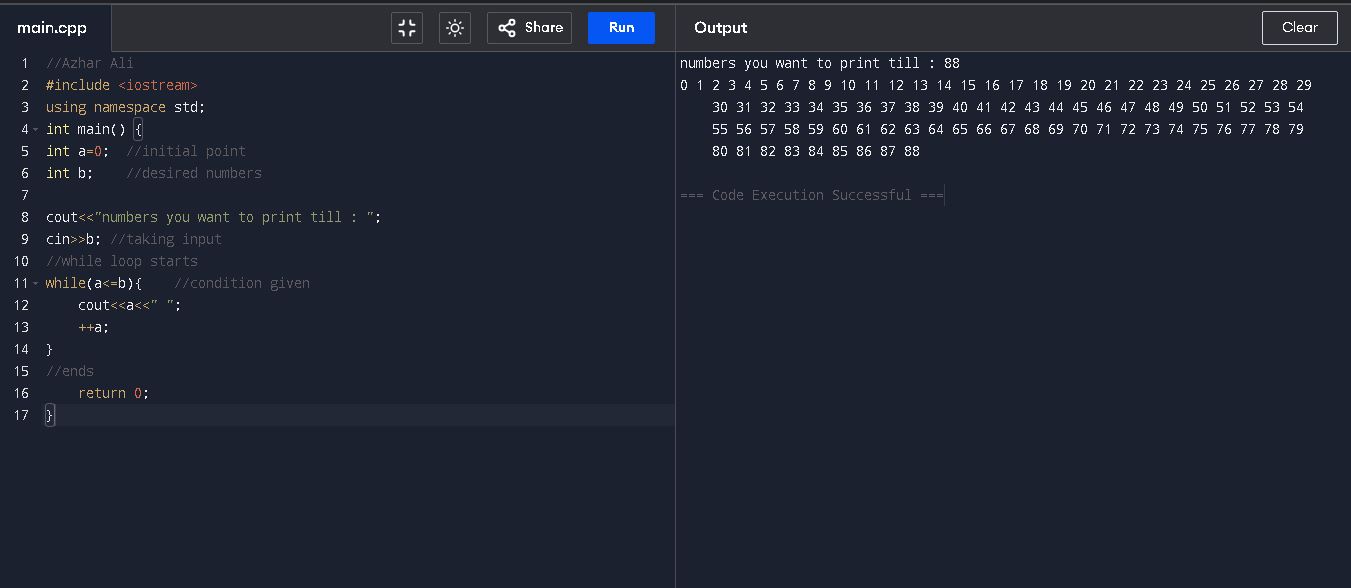 main.cpp
Share
Run
Output
Clear
1 //Azhar Ali
2 #include <iostream>
3 using namespace std;
4 int main() {
5 int a=0;  //initial point
6 int b;    //desired numbers
7
8 cout<<"numbers you want to print till : ";
9 cin>>b; //taking input
10 //while loop starts
11 while(a<=b){    //condition given
12     cout<<a<<" ";
13     ++a;
14 }
15 //ends
16     return 0;
17 }
numbers you want to print till : 88
0 1 2 3 4 5 6 7 8 9 10 11 12 13 14 15 16 17 18 19 20 21 22 23 24 25 26 27 28 29
30 31 32 33 34 35 36 37 38 39 40 41 42 43 44 45 46 47 48 49 50 51 52 53 54
55 56 57 58 59 60 61 62 63 64 65 66 67 68 69 70 71 72 73 74 75 76 77 78 79
80 81 82 83 84 85 86 87 88
=== Code Execution Successful ===